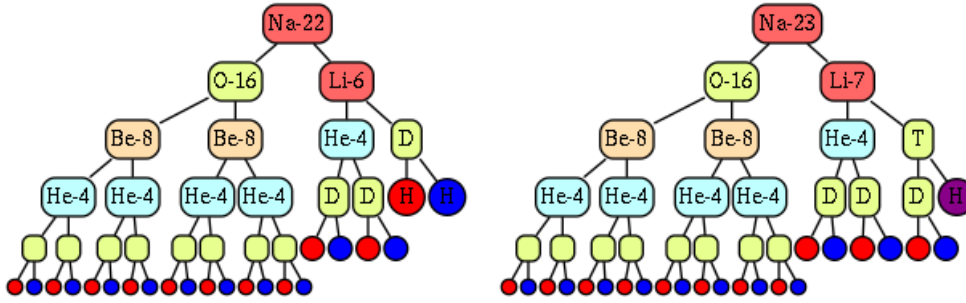 Na-22 Na-23
O-16 Li-6 O-16 Li-7
Be-8 Be-8 He-4 D Be-8 Be-8 He-4 T
He-4 He-4 He-4 He-4 D D H H He-4 He-4 He-4 He-4 D D D H